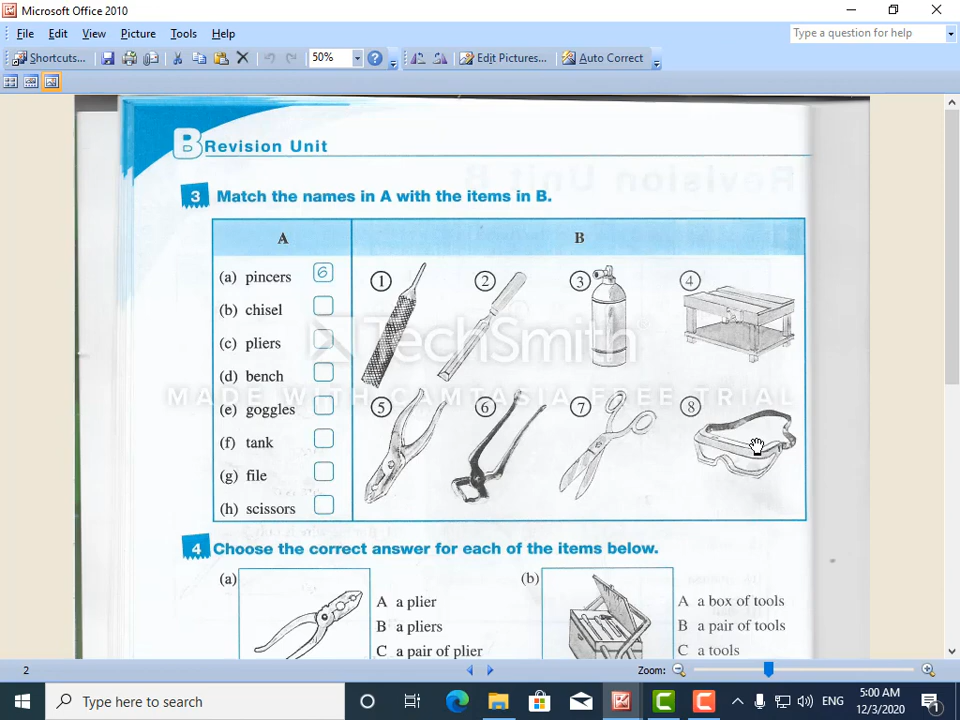 Microsoft Office 2010
File Edit View Picture Tools Help
Type a question for help
Shortcuts... 50% Edit Pictures... Auto Correct
B Revision Unit
3 Match the names in A with the items in B.
A B
(a) pincers 6
(b) chisel
(c) pliers
(d) bench
(e) goggles
(f) tank
(g) file
(h) scissors
1 2 3 4
5 6 7 8
TechSmith
MADE WITH CAMTASIA FREE TRIAL
4 Choose the correct answer for each of the items below.
(a)
A a plier
B a pliers
C a pair of plier
(b)
A a box of tools
B a pair of tools
C a tools
2 Zoom:
Type here to search
ENG
5:00 AM
12/3/2020
1